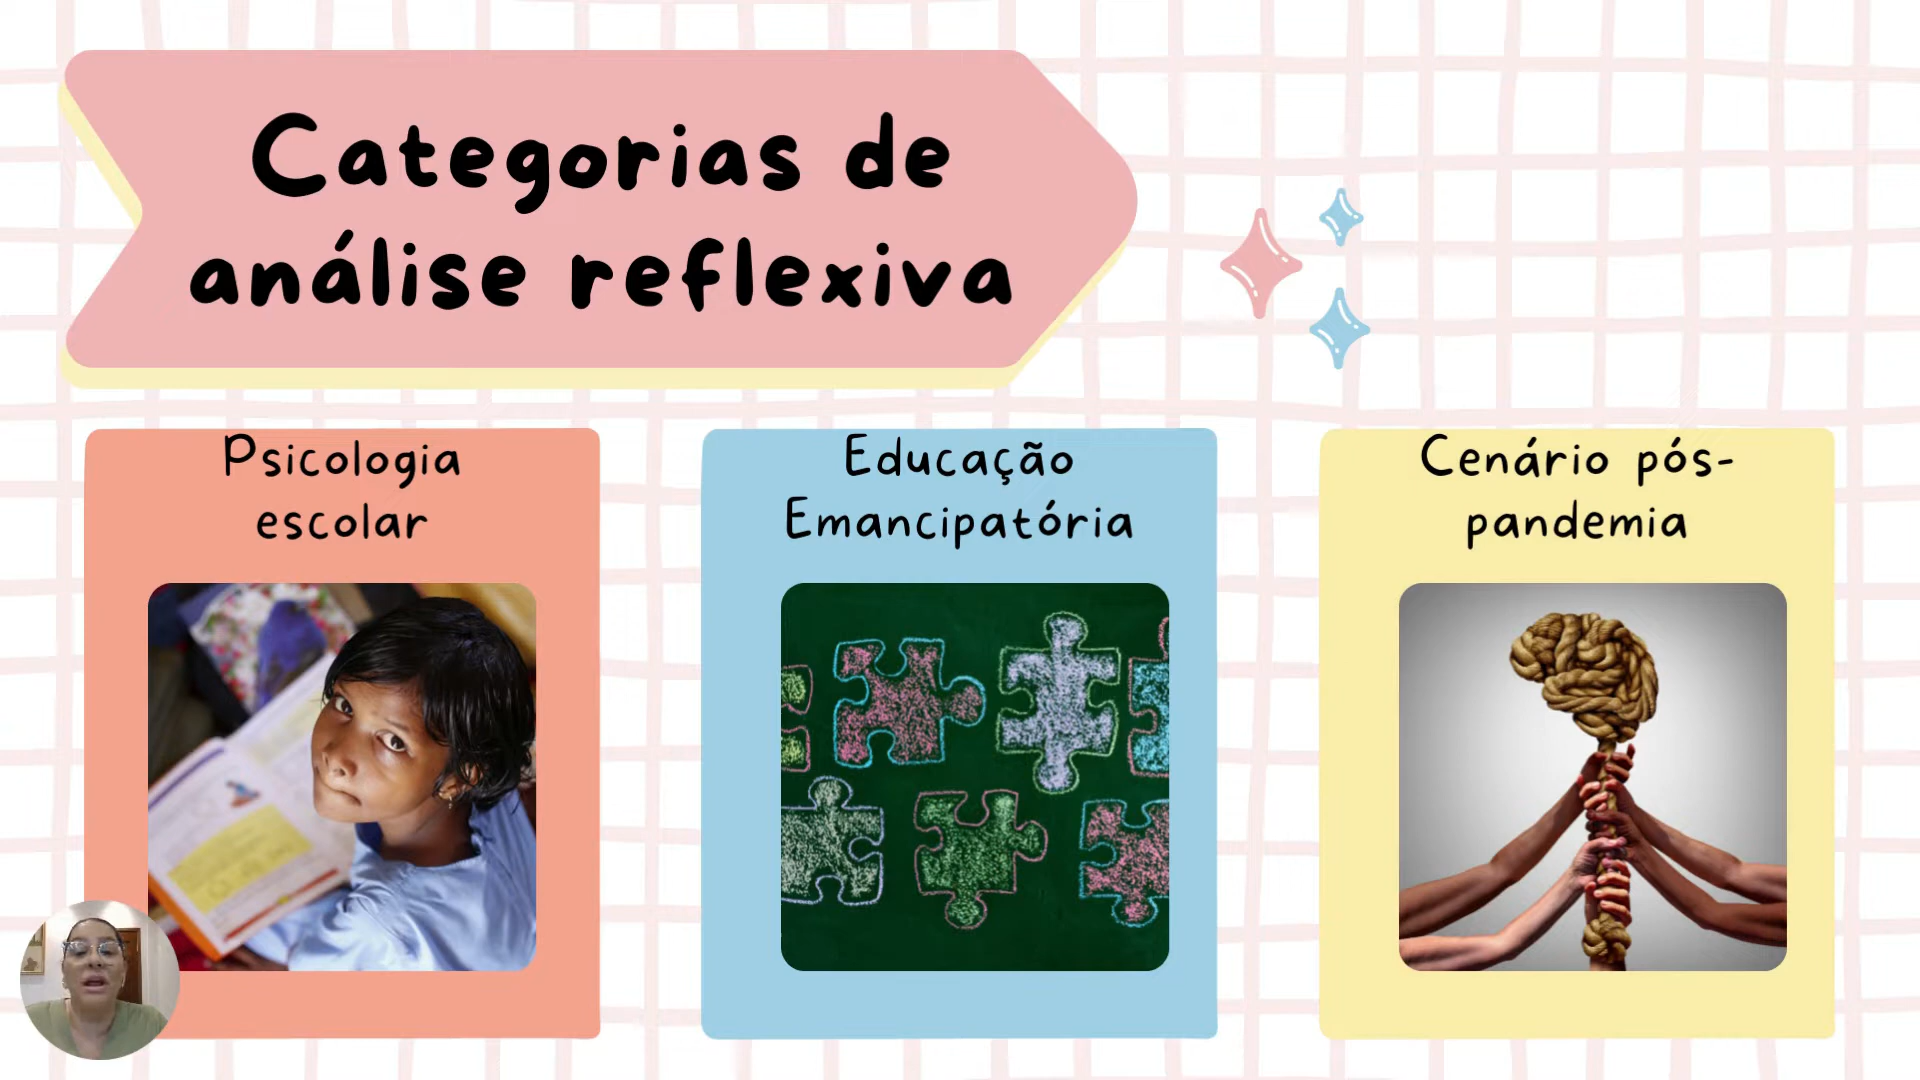 Categorias de
análise reflexiva
Psicologia
escolar
Educação
Emancipatória
Cenário pós-
pandemia